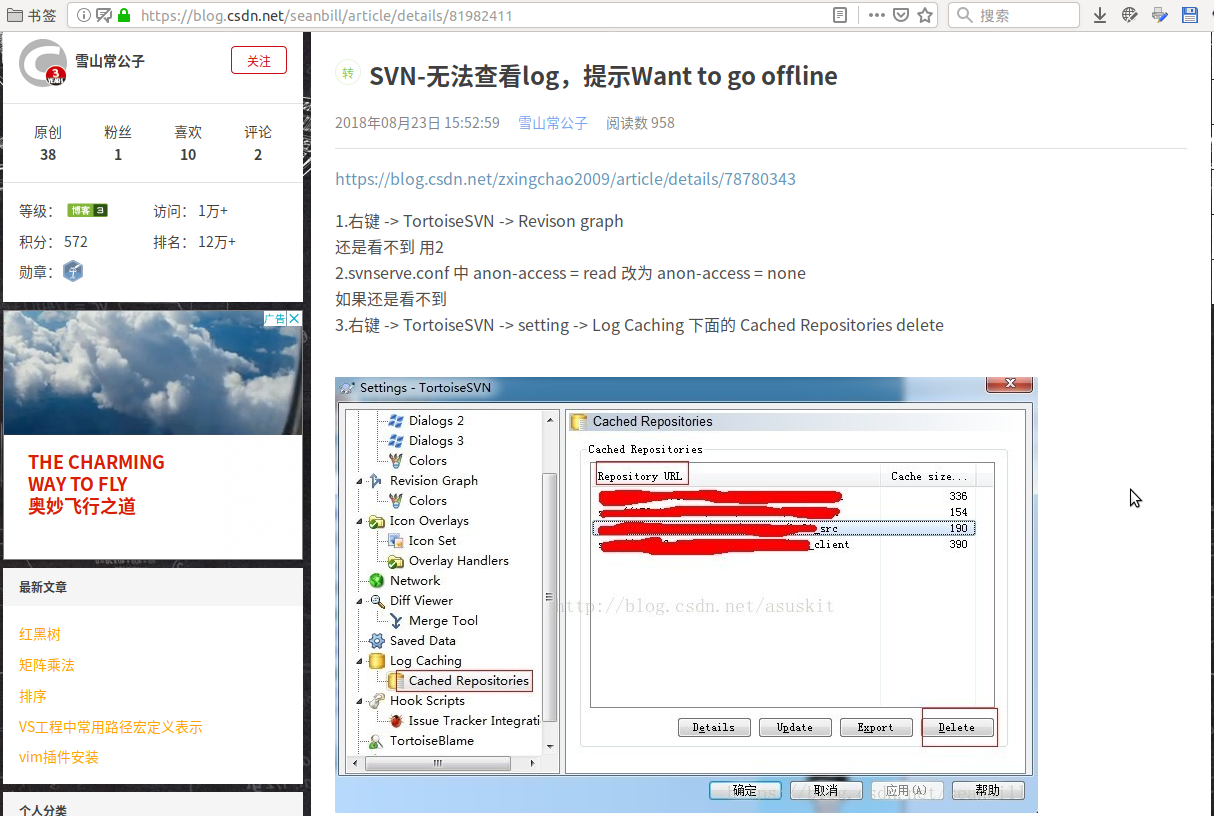 书签
https://blog.csdn.net/seanbill/article/details/81982411
搜索
雪山常公子
关注
原创 粉丝 喜欢 评论
38 1 10 2
等级： 博客 3 访问： 1万+
积分： 572 排名： 12万+
勋章：
广告
THE CHARMING
WAY TO FLY
奥妙飞行之道
最新文章
红黑树
矩阵乘法
排序
VS工程中常用路径宏定义表示
vim插件安装
个人分类
转 SVN-无法查看log，提示Want to go offline
2018年08月23日 15:52:59 雪山常公子 阅读数 958
https://blog.csdn.net/zxingchao2009/article/details/78780343
1.右键 -> TortoiseSVN -> Revison graph
还是看不到 用2
2.svnserve.conf 中 anon-access = read 改为 anon-access = none
如果还是看不到
3.右键 -> TortoiseSVN -> setting -> Log Caching 下面的 Cached Repositories delete
Settings - TortoiseSVN
Dialogs 2
Dialogs 3
Colors
Revision Graph
Colors
Icon Overlays
Icon Set
Overlay Handlers
Network
Diff Viewer
Merge Tool
Saved Data
Log Caching
Cached Repositories
Hook Scripts
Issue Tracker Integrati
TortoiseBlame
Cached Repositories
Cached Repositories
Repository URL Cache size...
336
154
_src 190
_client 390
http://blog.csdn.net/asuskit
Details Update Export Delete
确定 取消 应用(A) 帮助